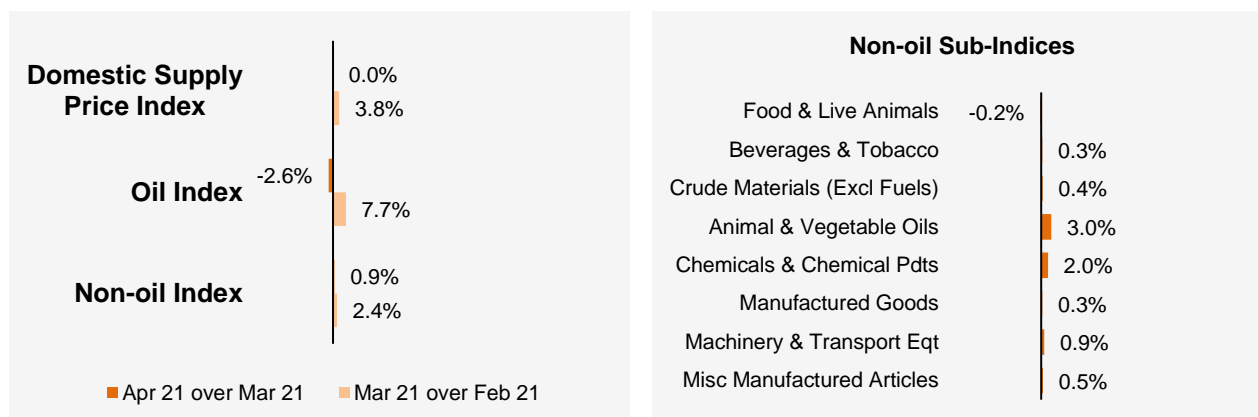 Domestic Supply
Price Index
0.0%
3.8%
Oil Index
-2.6%
7.7%
Non-oil Index
0.9%
2.4%
Apr 21 over Mar 21 Mar 21 over Feb 21
Non-oil Sub-Indices
Food & Live Animals -0.2%
Beverages & Tobacco 0.3%
Crude Materials (Excl Fuels) 0.4%
Animal & Vegetable Oils 3.0%
Chemicals & Chemical Pdts 2.0%
Manufactured Goods 0.3%
Machinery & Transport Eqt 0.9%
Misc Manufactured Articles 0.5%